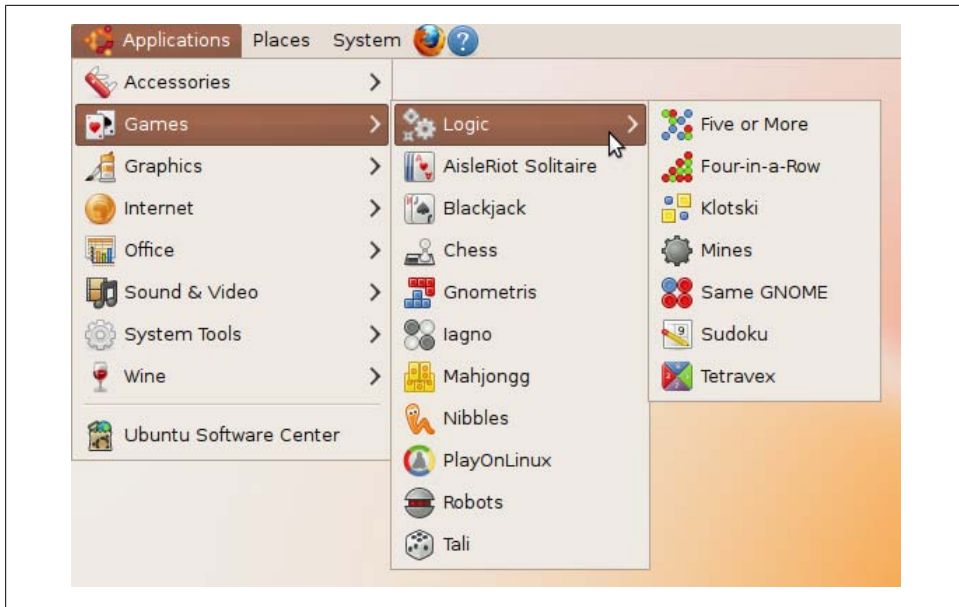 Applications Places System ?
Accessories
Games
Graphics
Internet
Office
Sound & Video
System Tools
Wine
Ubuntu Software Center
Logic
AisleRiot Solitaire
Blackjack
Chess
Gnometris
Iagno
Mahjongg
Nibbles
PlayOnLinux
Robots
Tali
Five or More
Four-in-a-Row
Klotski
Mines
Same GNOME
Sudoku
Tetravex